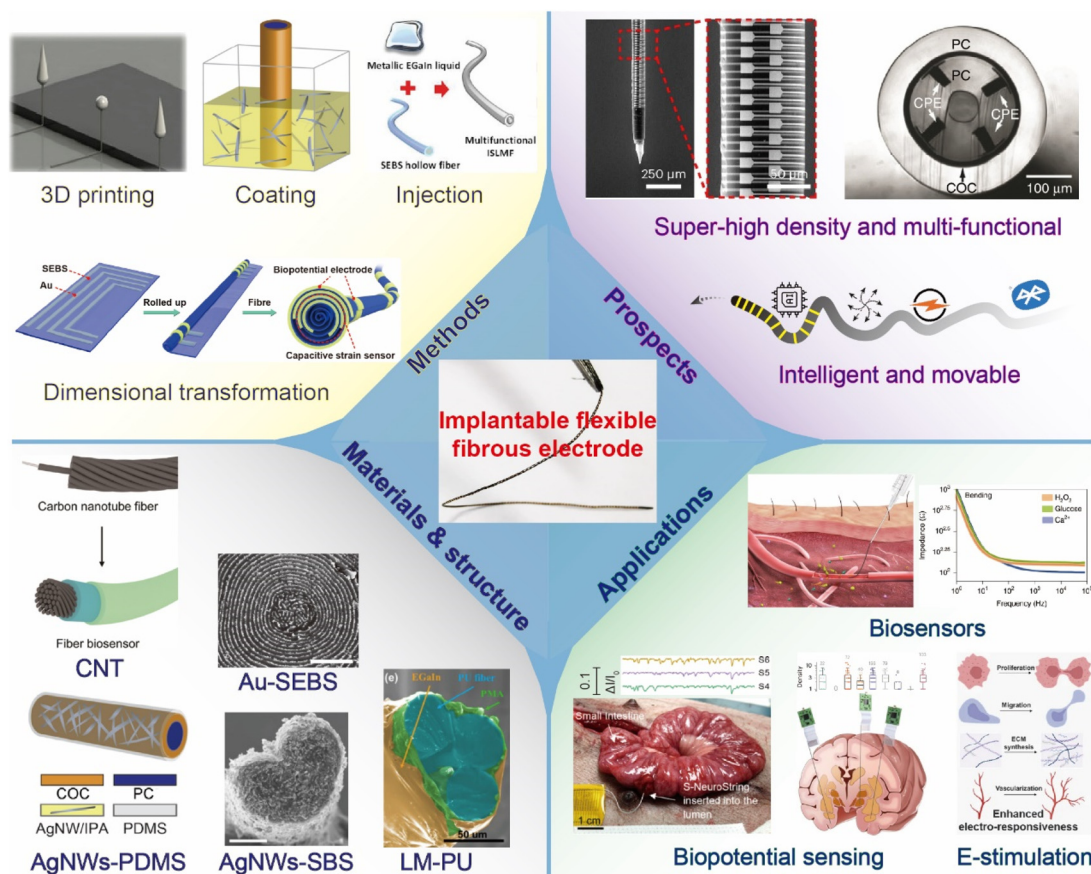 Metallic EGaIn liquid
SEBS hollow fiber
Multifunctional
ISLMF
3D printing
Coating
Injection
SEBS
Au
Rolled up
Fibre
Biopotential electrode
Capacitive strain sensor
Dimensional transformation
Methods
250 μm
50 μm
PC
PC
CPE
CPE
COC
100 μm
Super-high density and multi-functional
AI
Intelligent and movable
Prospects
Implantable flexible
fibrous electrode
Materials & structure
Carbon nanotube fiber
Fiber biosensor
CNT
Au-SEBS
COC
PC
AgNW/IPA
PDMS
AgNWs-PDMS
AgNWs-SBS
(e)
EGaIn
PU fiber
PMA
50 μm
LM-PU
Applications
Bending
H₂O₂
Glucose
Ca²⁺
Impedance (Ω)
Frequency (Hz)
Biosensors
0.1
ΔI/I₀
S6
S5
S4
Small Intestine
S-NeuroString
inserted into the
lumen
1 cm
Density
Biopotential sensing
Proliferation
Migration
ECM
synthesis
Vascularization
Enhanced
electro-responsiveness
E-stimulation